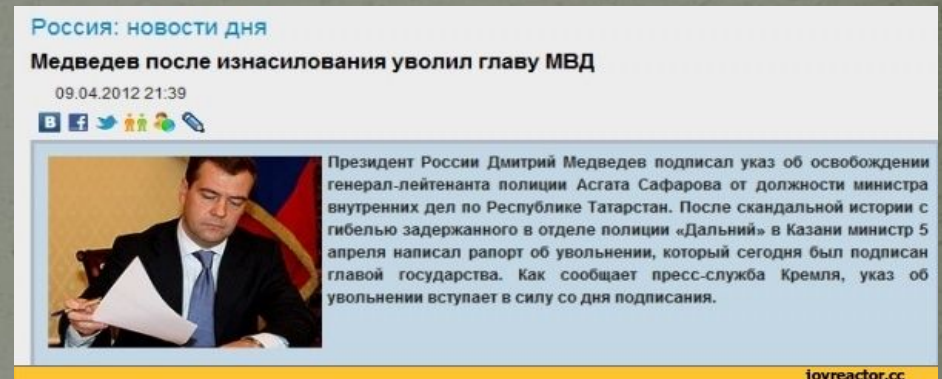 Россия: новости дня
Медведев после изнасилования уволил главу МВД
09.04.2012 21:39
Президент России Дмитрий Медведев подписал указ об освобождении
генерал-лейтенанта полиции Асгата Сафарова от должности министра
внутренних дел по Республике Татарстан. После скандальной истории с
гибелью задержанного в отделе полиции «Дальний» в Казани министр 5
апреля написал рапорт об увольнении, который сегодня был подписан
главой государства. Как сообщает пресс-служба Кремля, указ об
увольнении вступает в силу со дня подписания.
joyreactor.cc